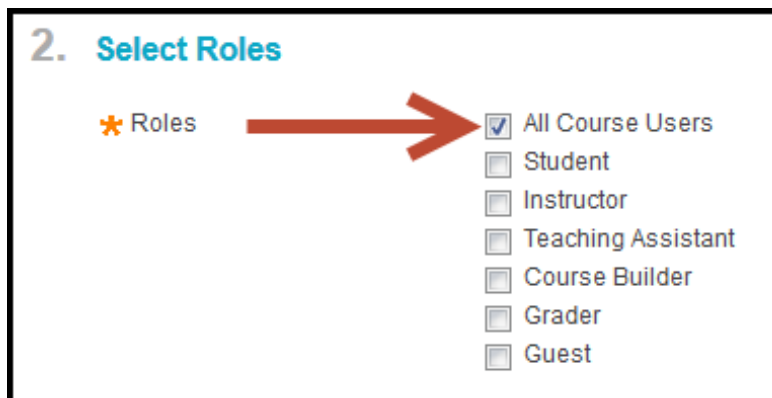 2. Select Roles
Roles
All Course Users
Student
Instructor
Teaching Assistant
Course Builder
Grader
Guest